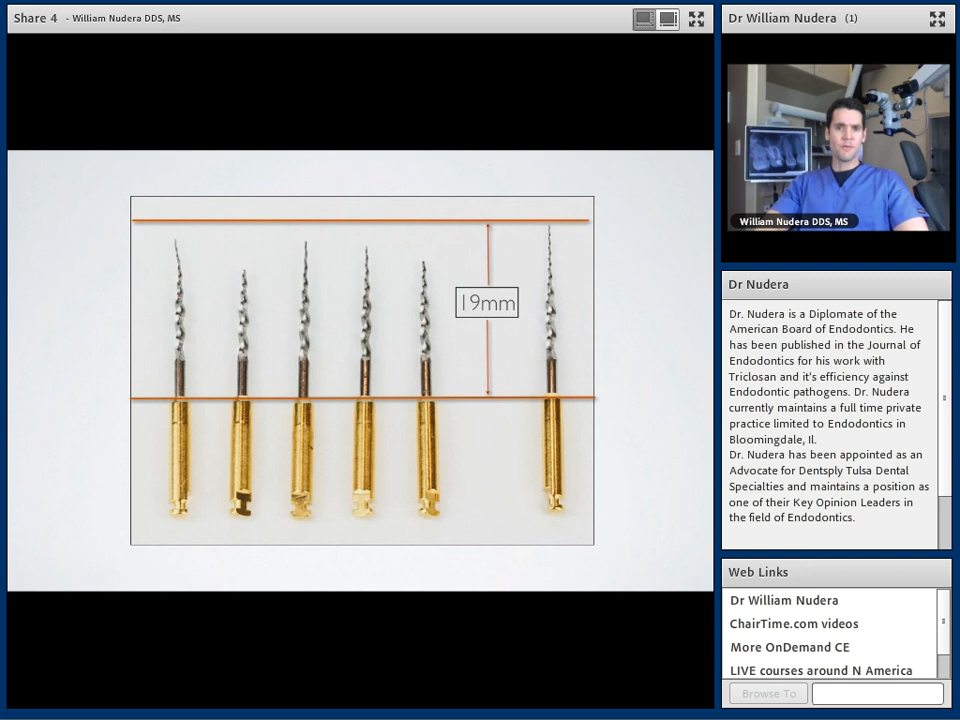 Share 4 - William Nudera DDS, MS
19mm
Dr William Nudera (1)
William Nudera DDS, MS
Dr Nudera
Dr. Nudera is a Diplomate of the
American Board of Endodontics. He
has been published in the Journal of
Endodontics for his work with
Triclosan and it's efficiency against
Endodontic pathogens. Dr. Nudera
currently maintains a full time private
practice limited to Endodontics in
Bloomingdale, Il.
Dr. Nudera has been appointed as an
Advocate for Dentsply Tulsa Dental
Specialties and maintains a position as
one of their Key Opinion Leaders in
the field of Endodontics.
Web Links
Dr William Nudera
ChairTime.com videos
More OnDemand CE
LIVE courses around N America
Browse To